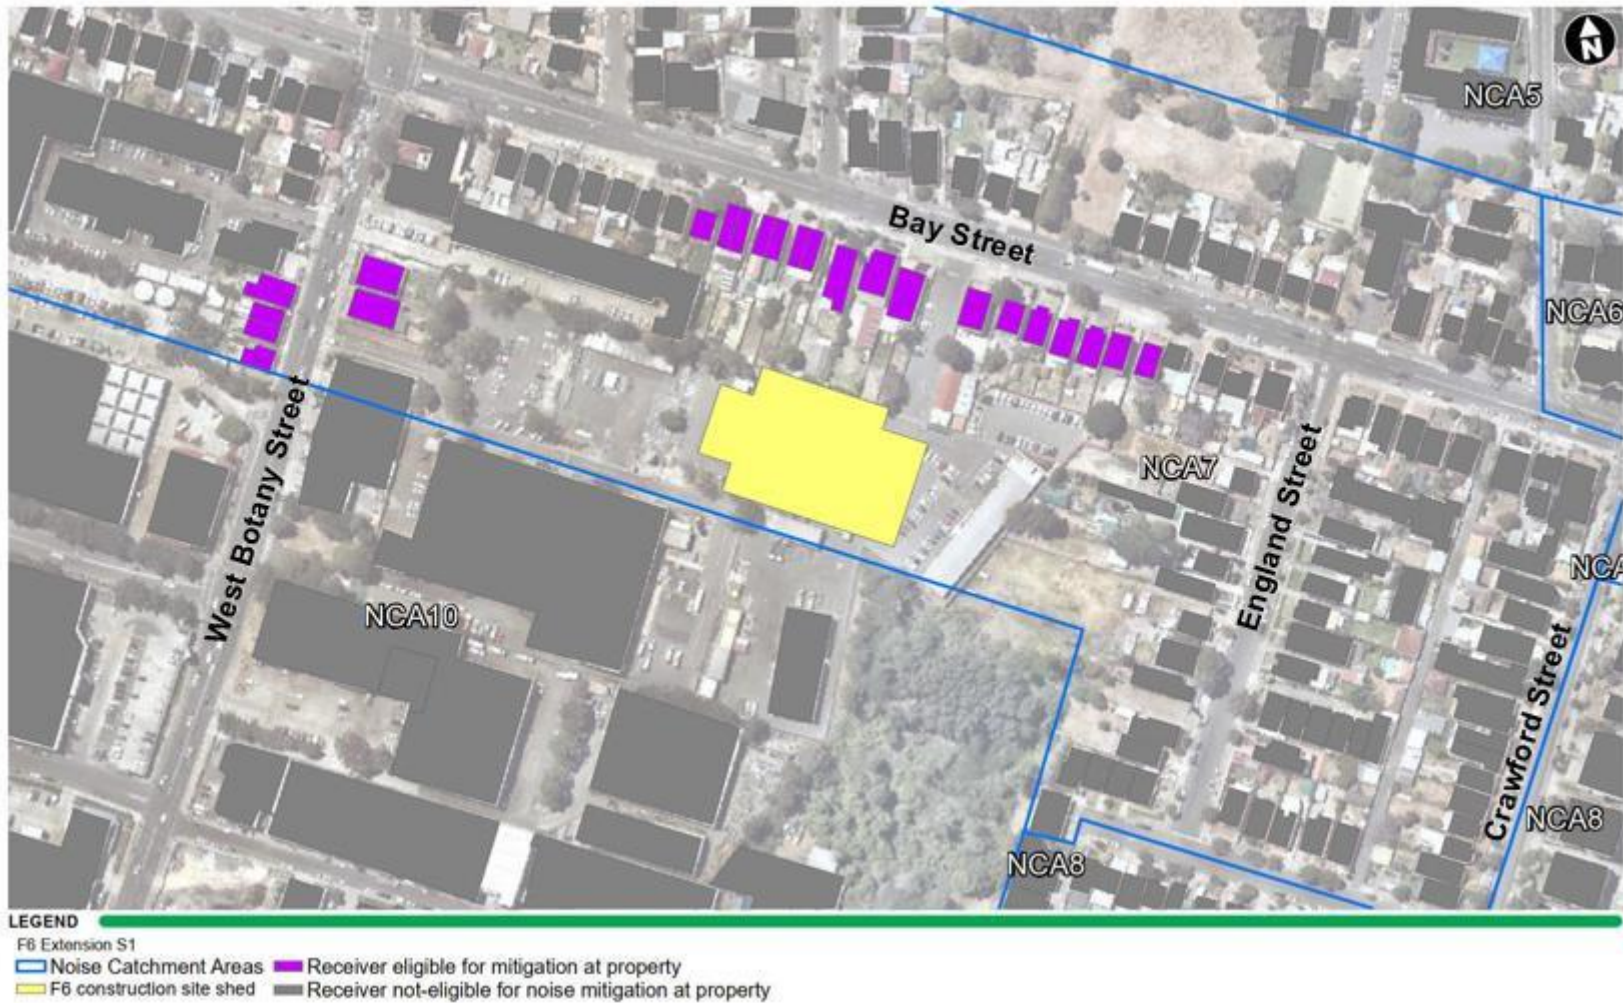 N
NCA5
Bay Street
NCA6
NCA7
West Botany Street
England Street
NCA
NCA10
Crawford Street
NCA8
NCA8
LEGEND
F6 Extension S1
Noise Catchment Areas
Receiver eligible for mitigation at property
F6 construction site shed
Receiver not-eligible for noise mitigation at property